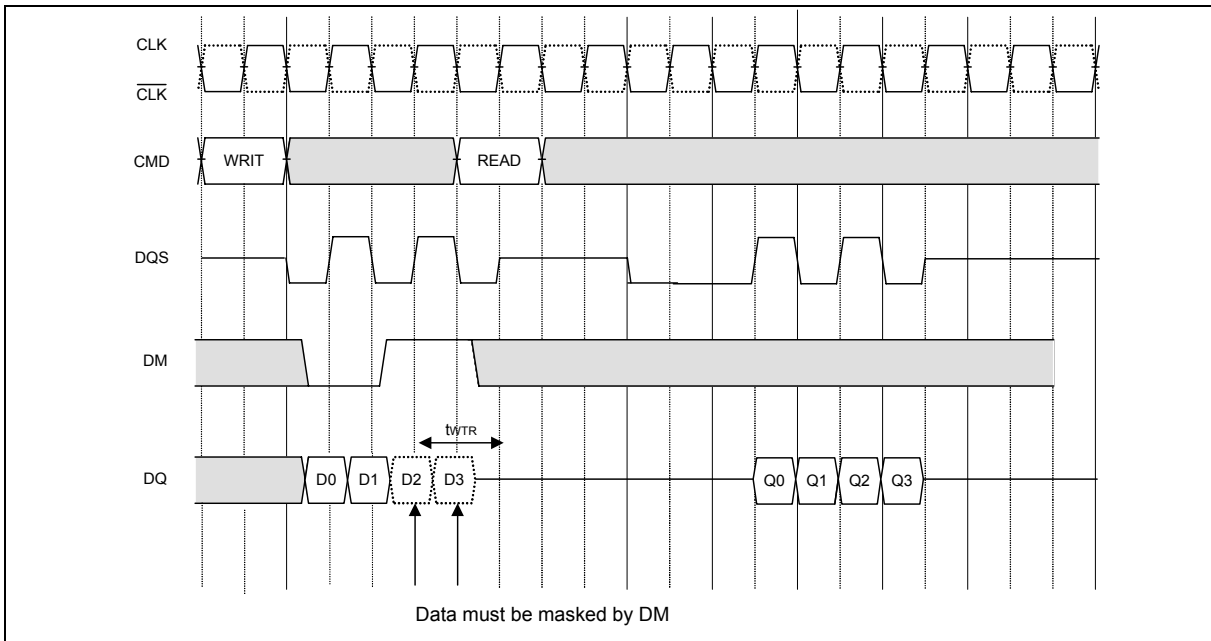 CLK
CLK
CMD WRIT READ
DQS
DM
tWTR
DQ D0 D1 D2 D3 Q0 Q1 Q2 Q3
Data must be masked by DM